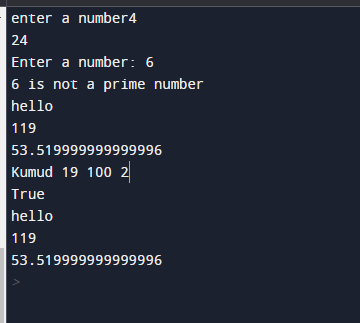 enter a number4
24
Enter a number: 6
6 is not a prime number
hello
119
53.519999999999996
Kumud 19 100 2
True
hello
119
53.519999999999996
>